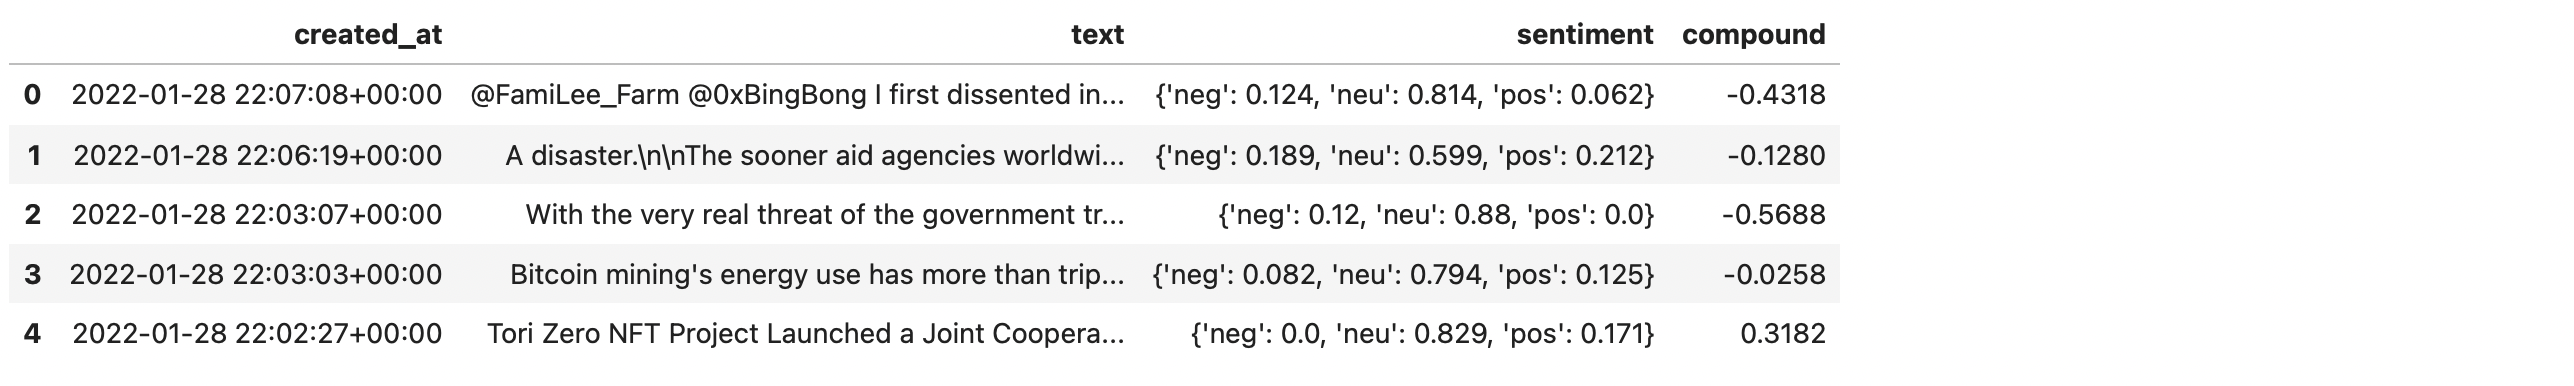 created_at text sentiment compound
0 2022-01-28 22:07:08+00:00 @FamiLee_Farm @0xBingBong I first dissented in... {'neg': 0.124, 'neu': 0.814, 'pos': 0.062} -0.4318
1 2022-01-28 22:06:19+00:00 A disaster.\n\nThe sooner aid agencies worldwi... {'neg': 0.189, 'neu': 0.599, 'pos': 0.212} -0.1280
2 2022-01-28 22:03:07+00:00 With the very real threat of the government tr... {'neg': 0.12, 'neu': 0.88, 'pos': 0.0} -0.5688
3 2022-01-28 22:03:03+00:00 Bitcoin mining's energy use has more than trip... {'neg': 0.082, 'neu': 0.794, 'pos': 0.125} -0.0258
4 2022-01-28 22:02:27+00:00 Tori Zero NFT Project Launched a Joint Coopera... {'neg': 0.0, 'neu': 0.829, 'pos': 0.171} 0.3182